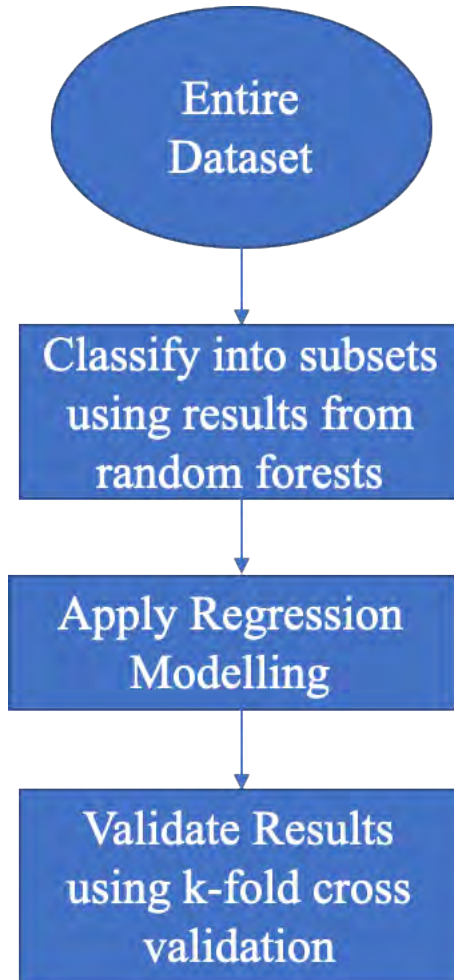 Entire
Dataset
Classify into subsets
using results from
random forests
Apply Regression
Modelling
Validate Results
using k-fold cross
validation